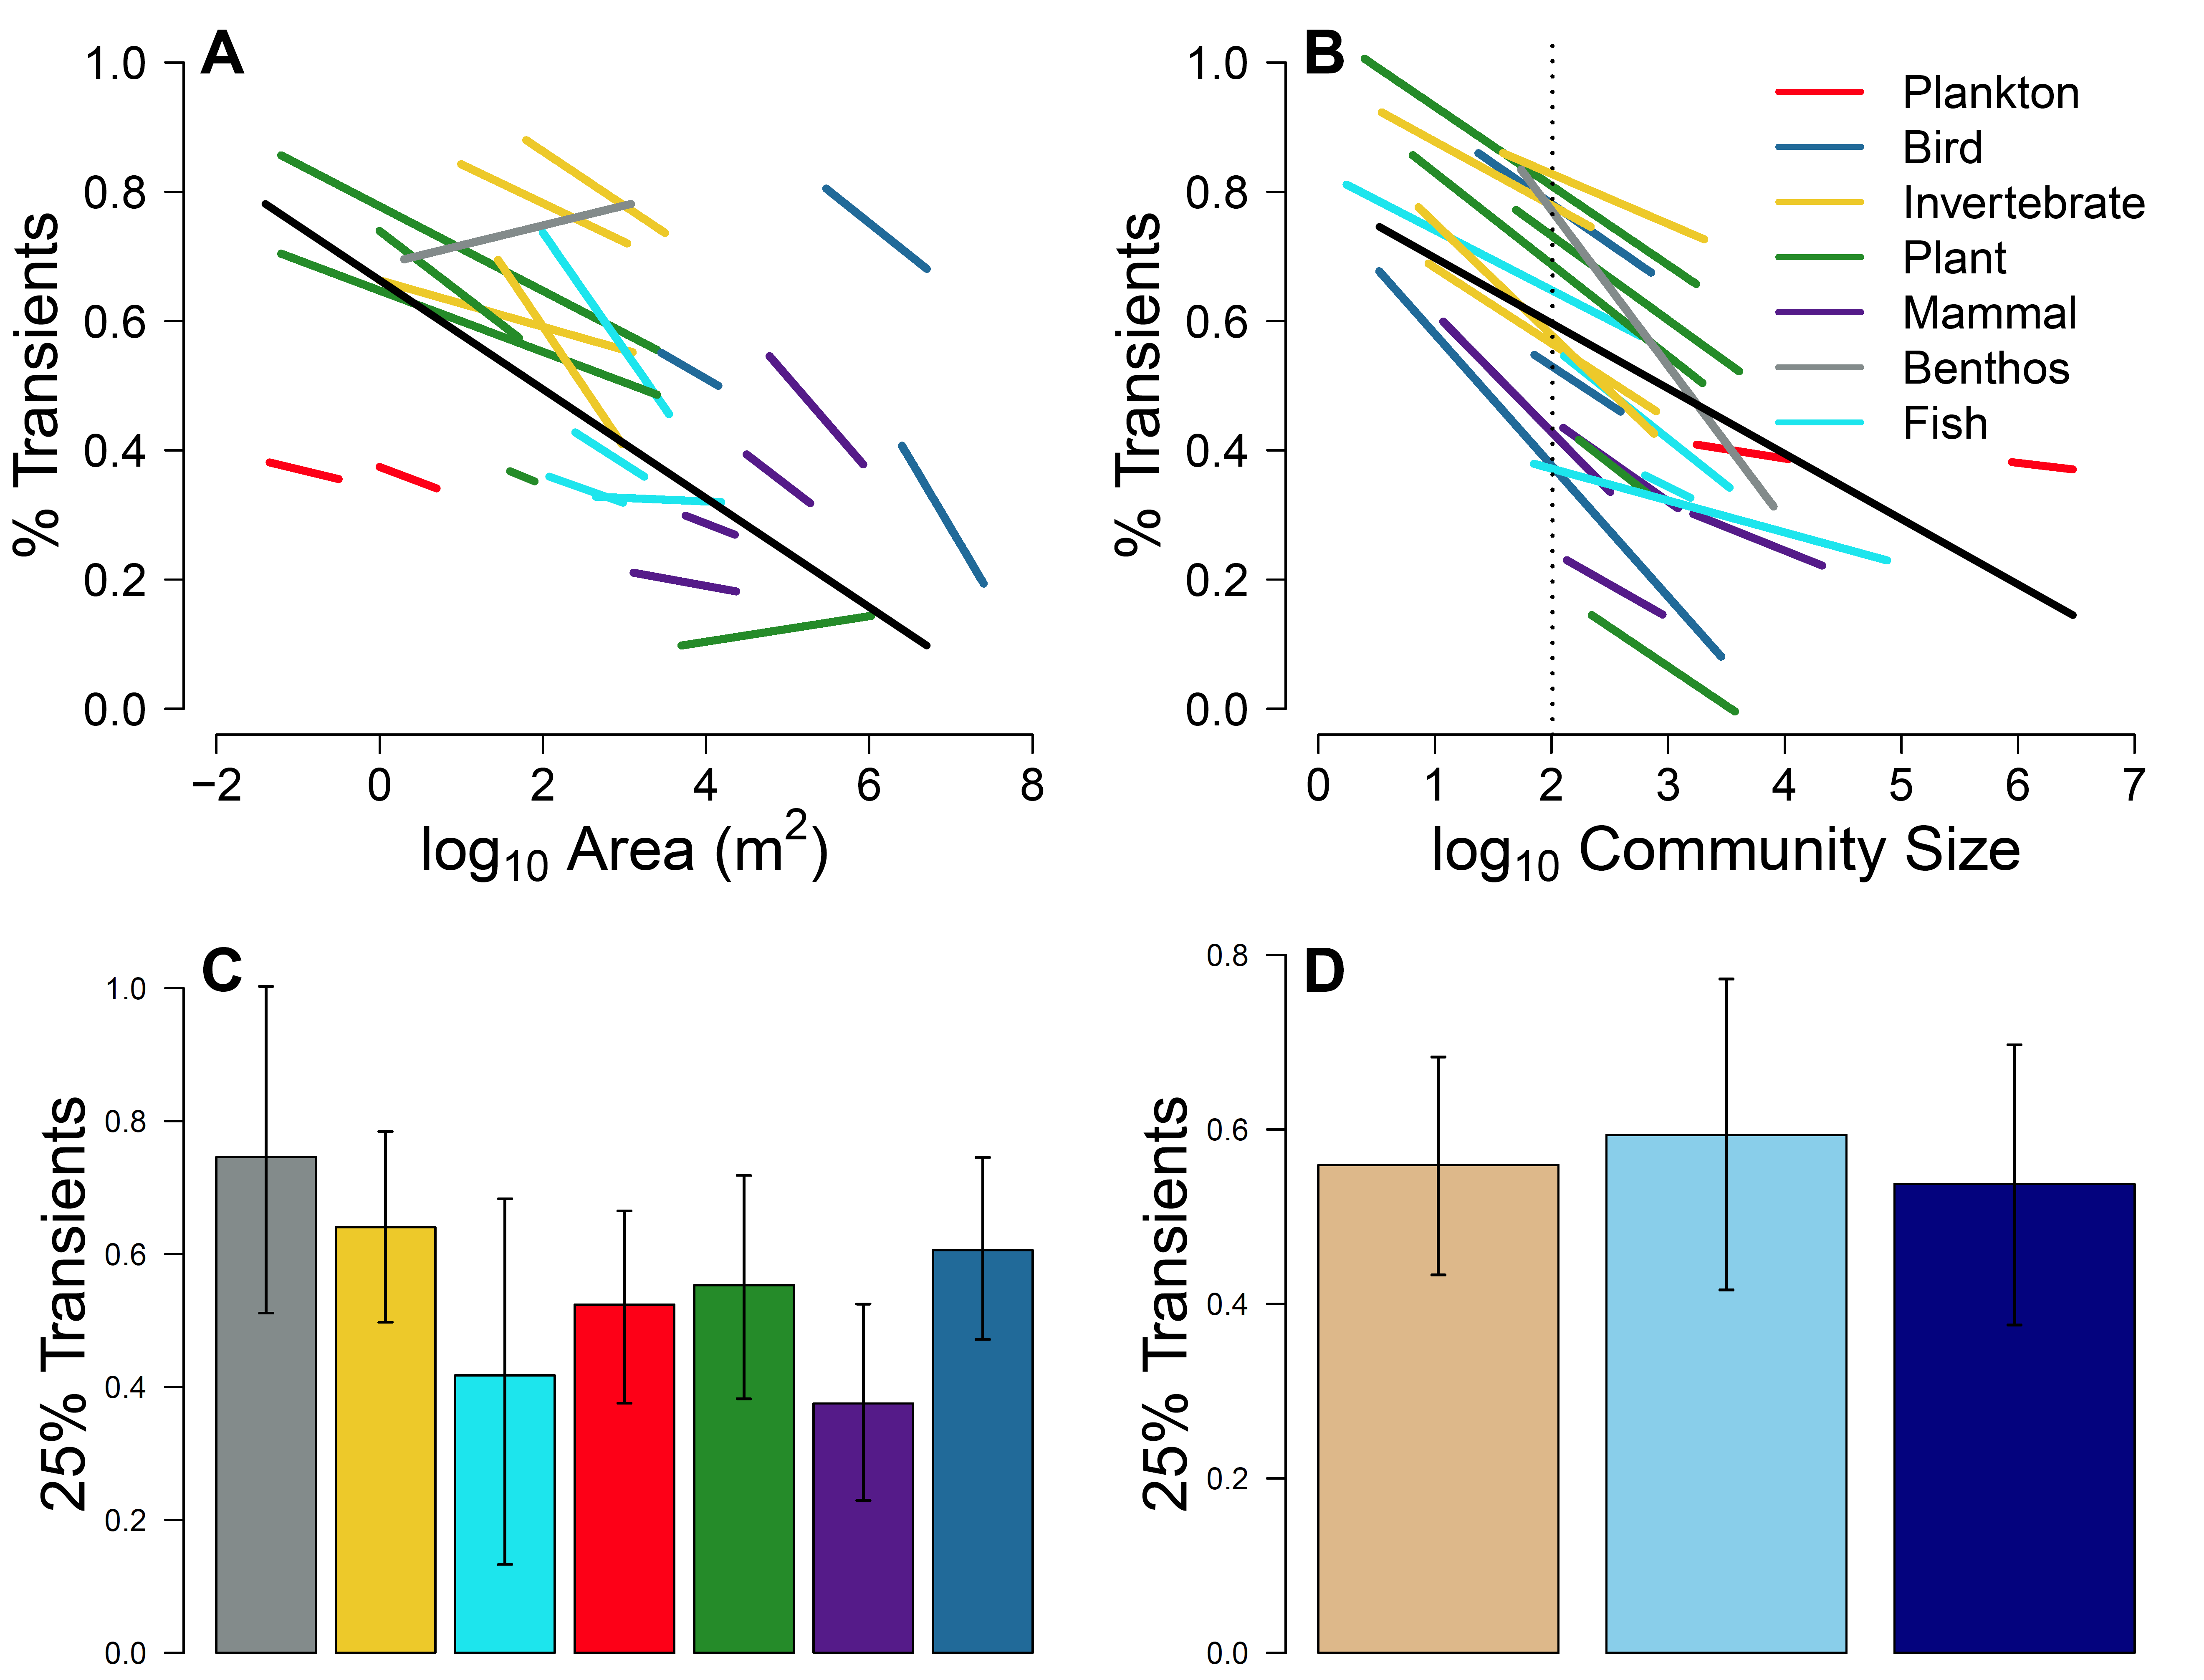 A
% Transients
1.0
0.8
0.6
0.4
0.2
0.0
−2 0 2 4 6 8
log10 Area (m2)
B
% Transients
1.0
0.8
0.6
0.4
0.2
0.0
Plankton
Bird
Invertebrate
Plant
Mammal
Benthos
Fish
0 1 2 3 4 5 6 7
log10 Community Size
C
25% Transients
1.0
0.8
0.6
0.4
0.2
0.0
D
25% Transients
0.8
0.6
0.4
0.2
0.0